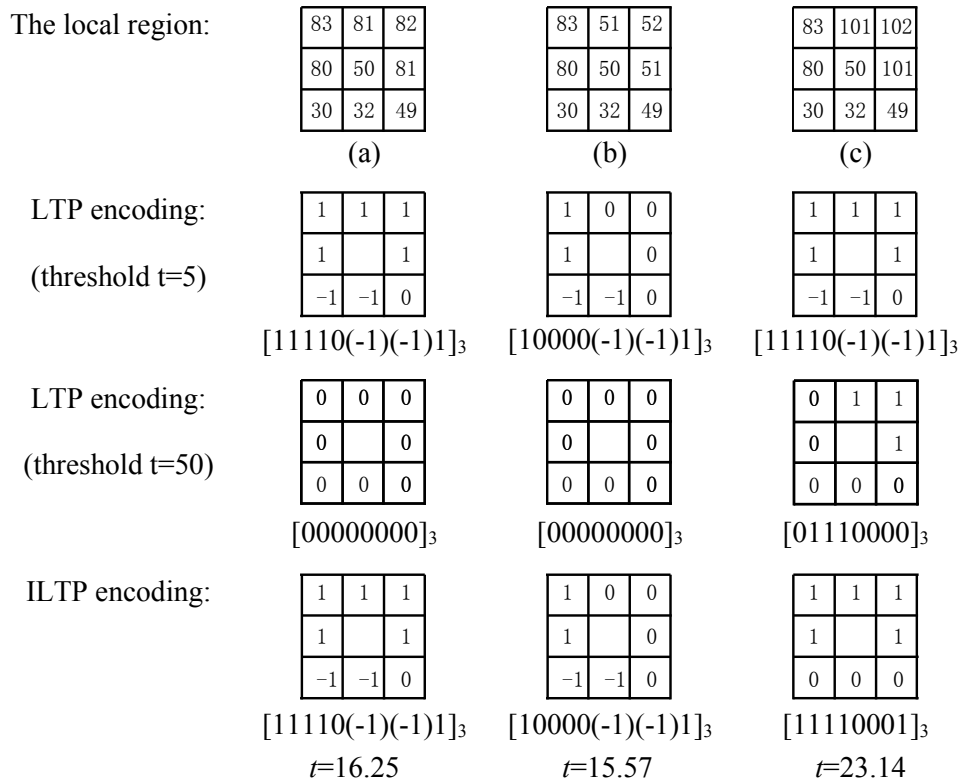 The local region:
83 81 82 83 51 52 83 101 102
80 50 81 80 50 51 80 50 101
30 32 49 30 32 49 30 32 49
(a) (b) (c)
LTP encoding:
(threshold t=5)
1 1 1 1 0 0 1 1 1
1 1 1 0 1 1
-1 -1 0 -1 -1 0 -1 -1 0
[11110(-1)(-1)1]₃ [10000(-1)(-1)1]₃ [11110(-1)(-1)1]₃
LTP encoding:
(threshold t=50)
0 0 0 0 0 0 0 1 1
0 0 0 0 0 1
0 0 0 0 0 0 0 0 0
[00000000]₃ [00000000]₃ [01110000]₃
ILTP encoding:
1 1 1 1 0 0 1 1 1
1 1 1 0 1 1
-1 -1 0 -1 -1 0 0 0 0
[11110(-1)(-1)1]₃ [10000(-1)(-1)1]₃ [11110001]₃
t=16.25 t=15.57 t=23.14